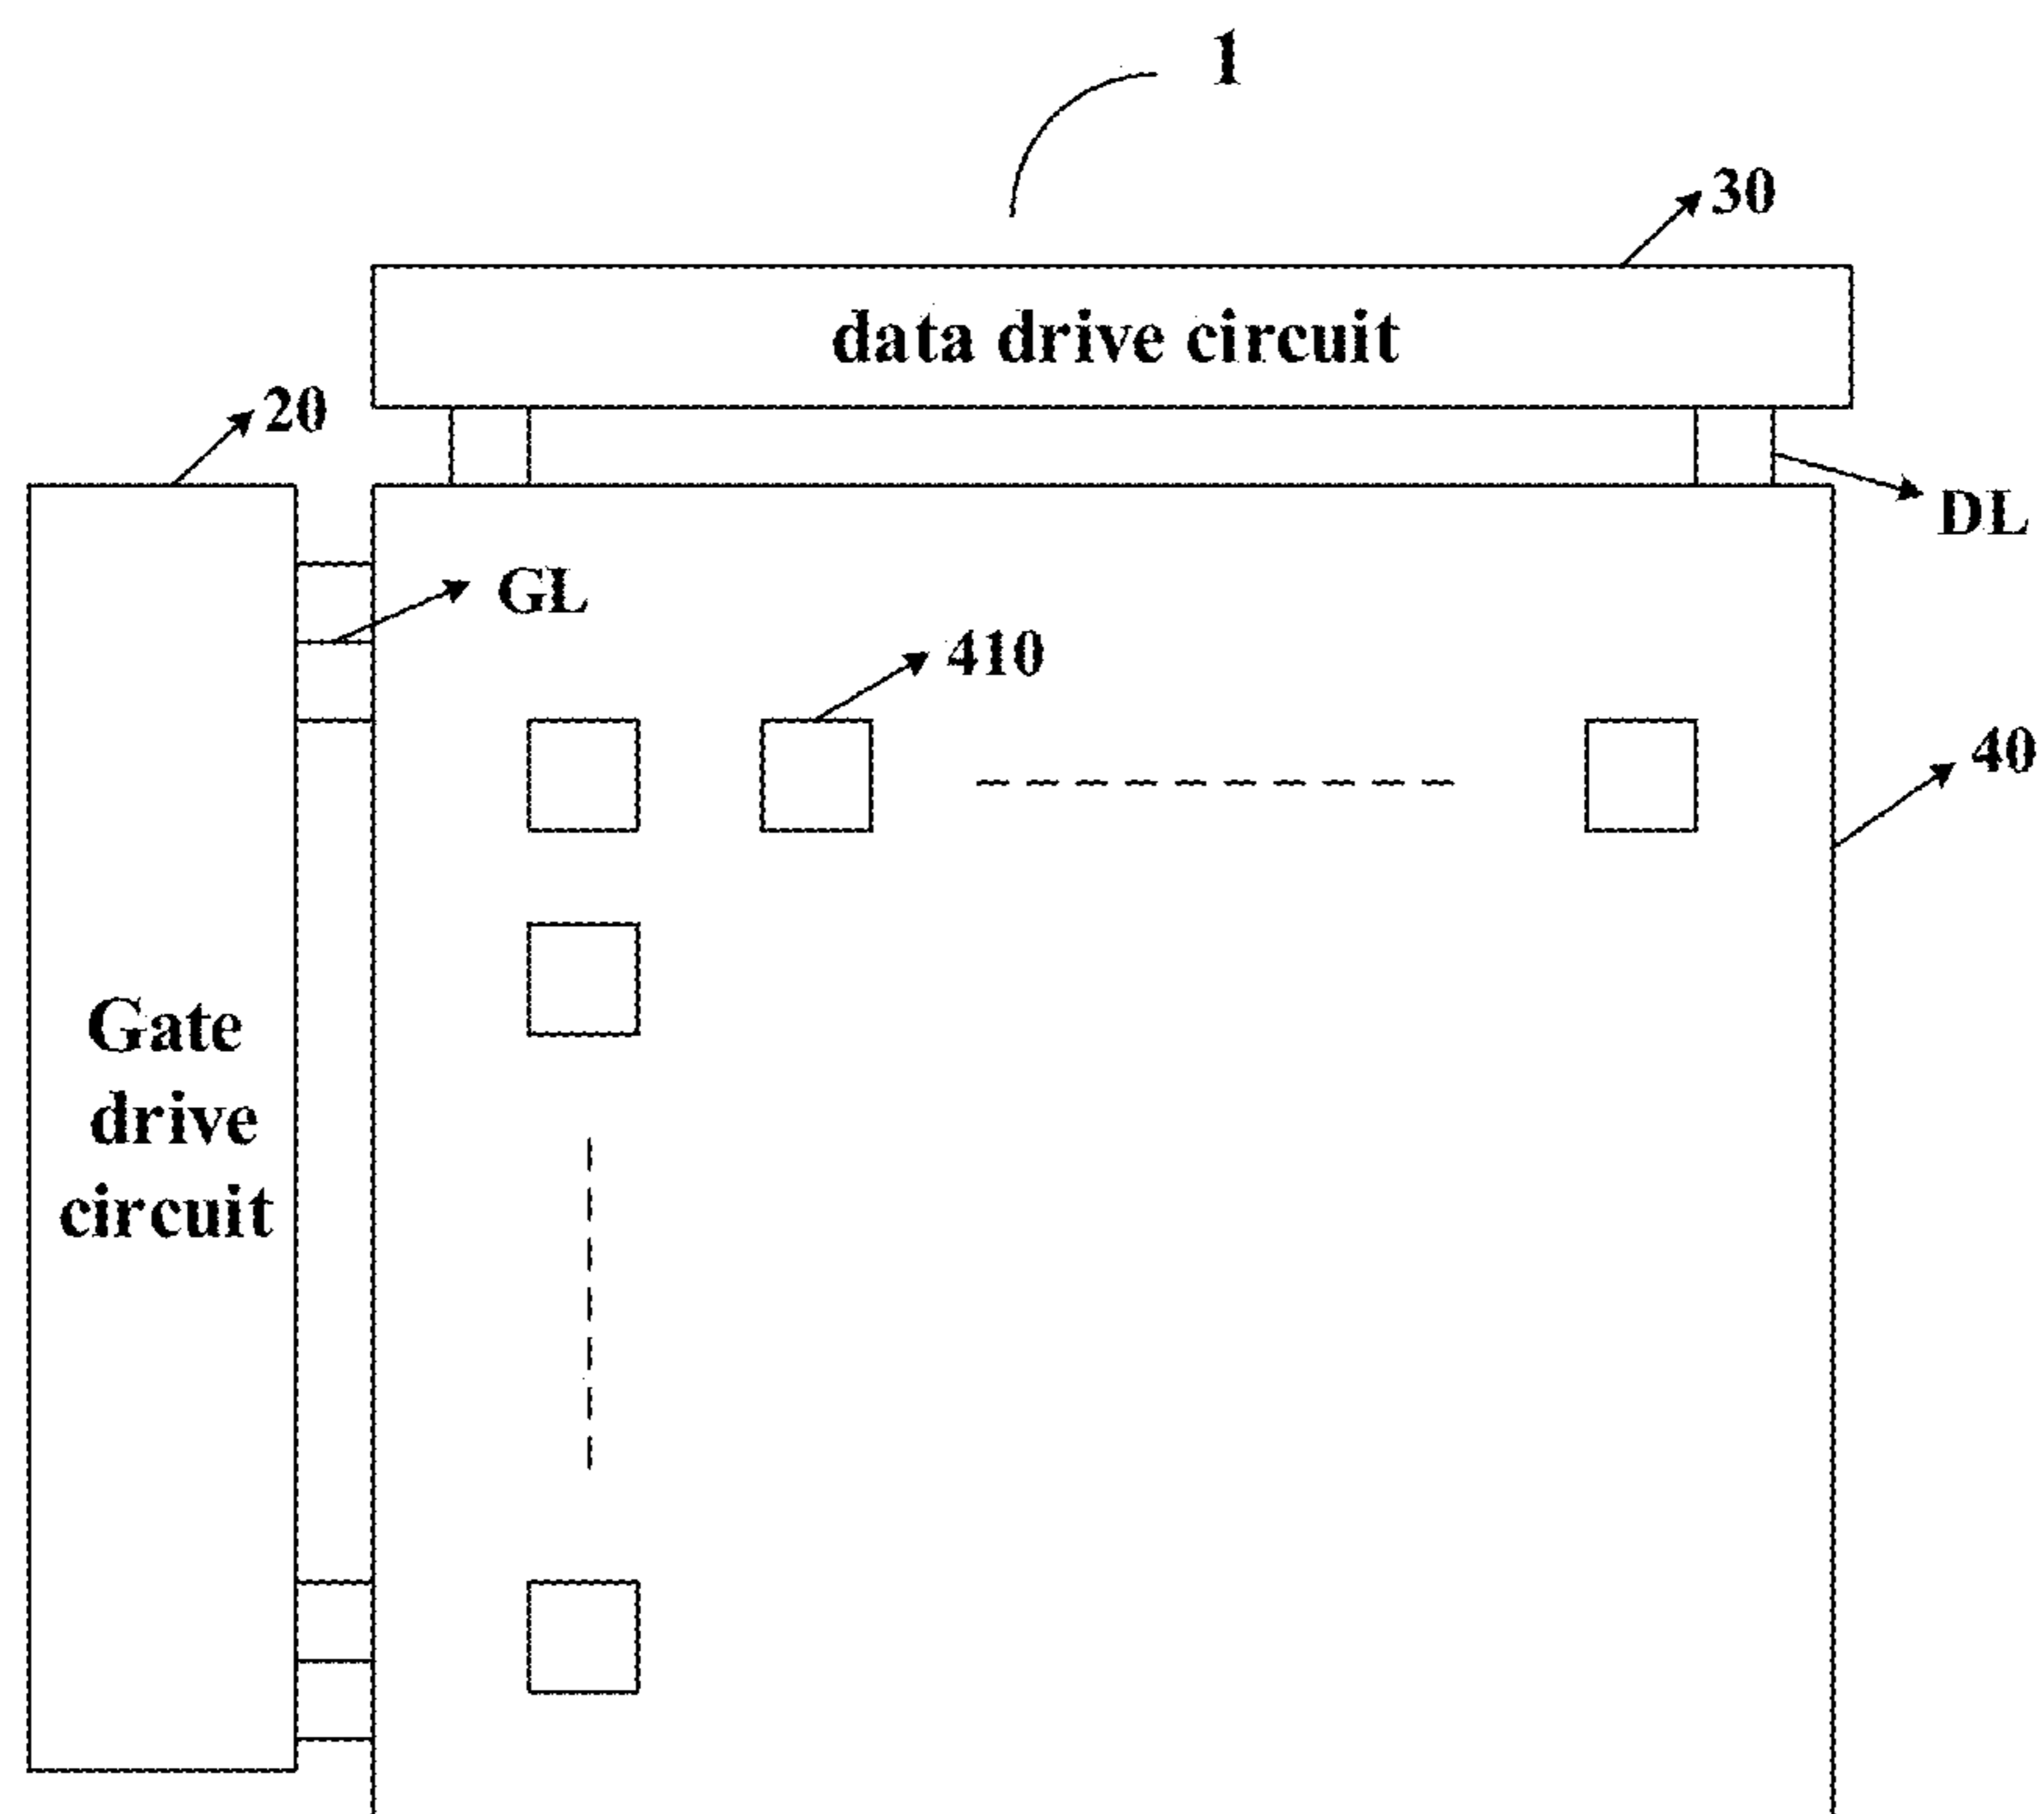 1
30
data drive circuit
20
DL
GL
410
40
Gate
drive
circuit